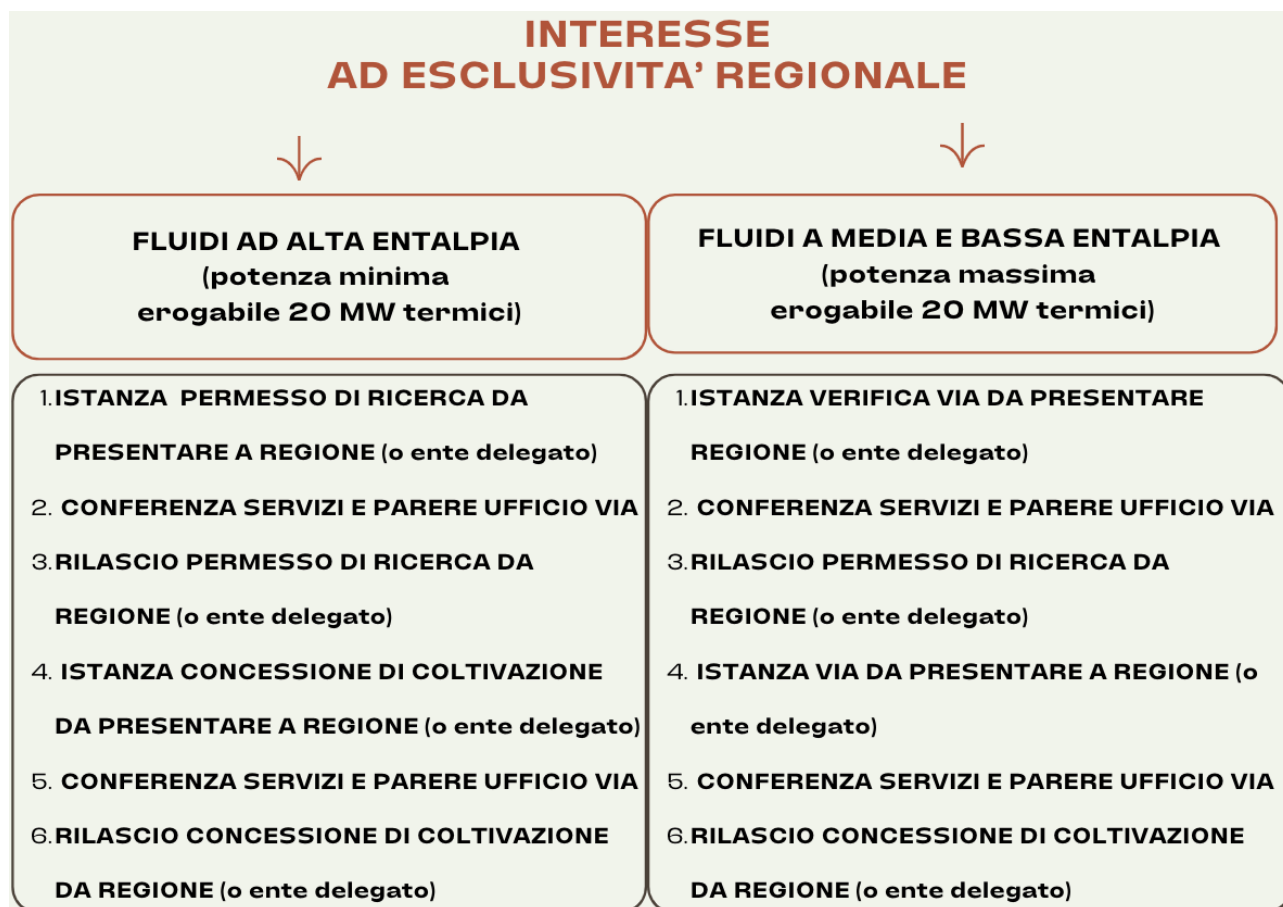 INTERESSE
AD ESCLUSIVITA’ REGIONALE
FLUIDI AD ALTA ENTALPIA
(potenza minima
erogabile 20 MW termici)
1. ISTANZA PERMESSO DI RICERCA DA
PRESENTARE A REGIONE (o ente delegato)
2. CONFERENZA SERVIZI E PARERE UFFICIO VIA
3. RILASCIO PERMESSO DI RICERCA DA
REGIONE (o ente delegato)
4. ISTANZA CONCESSIONE DI COLTIVAZIONE
DA PRESENTARE A REGIONE (o ente delegato)
5. CONFERENZA SERVIZI E PARERE UFFICIO VIA
6. RILASCIO CONCESSIONE DI COLTIVAZIONE
DA REGIONE (o ente delegato)
FLUIDI A MEDIA E BASSA ENTALPIA
(potenza massima
erogabile 20 MW termici)
1. ISTANZA VERIFICA VIA DA PRESENTARE
REGIONE (o ente delegato)
2. CONFERENZA SERVIZI E PARERE UFFICIO VIA
3. RILASCIO PERMESSO DI RICERCA DA
REGIONE (o ente delegato)
4. ISTANZA VIA DA PRESENTARE A REGIONE (o
ente delegato)
5. CONFERENZA SERVIZI E PARERE UFFICIO VIA
6. RILASCIO CONCESSIONE DI COLTIVAZIONE
DA REGIONE (o ente delegato)